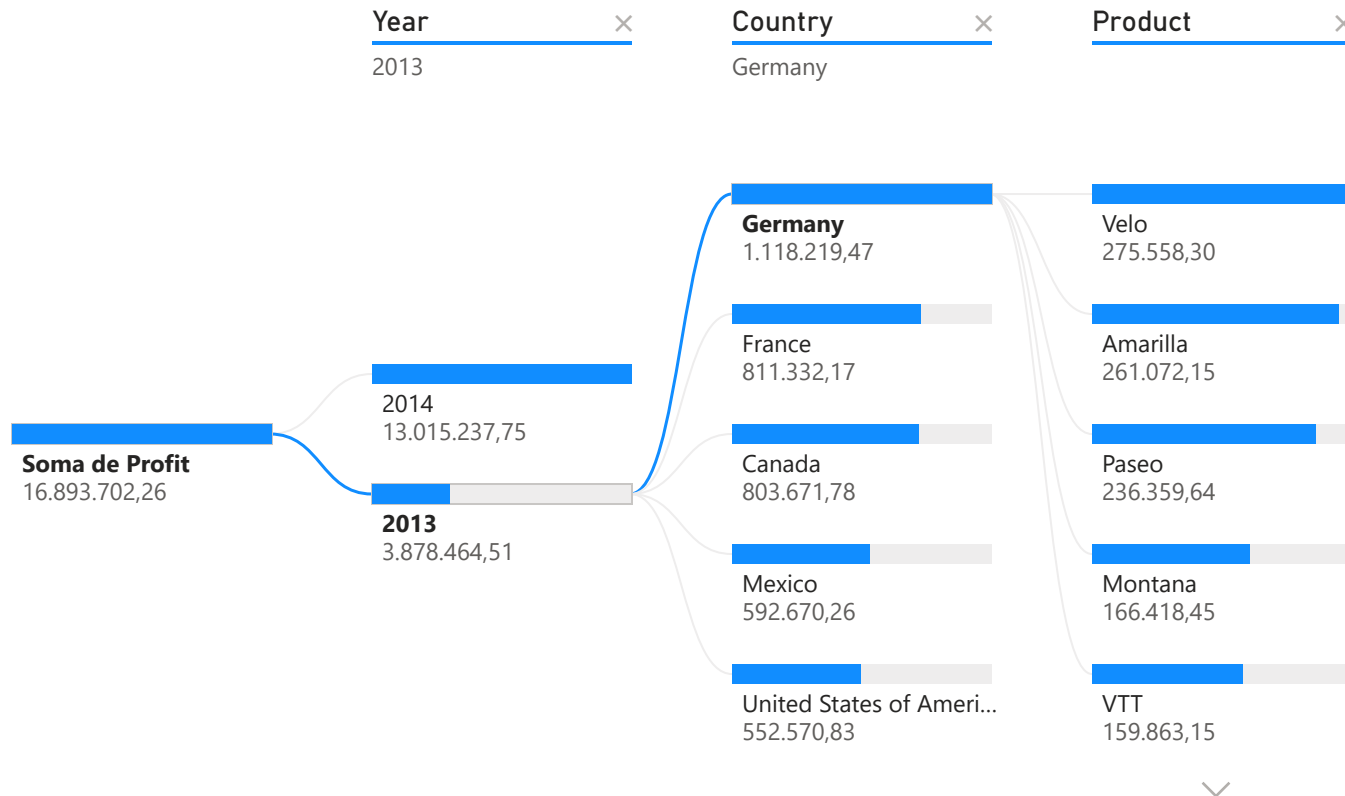 Year
2013
Country
Germany
Product
Soma de Profit
16.893.702,26
2014
13.015.237,75
2013
3.878.464,51
Germany
1.118.219,47
France
811.332,17
Canada
803.671,78
Mexico
592.670,26
United States of Ameri...
552.570,83
Velo
275.558,30
Amarilla
261.072,15
Paseo
236.359,64
Montana
166.418,45
VTT
159.863,15